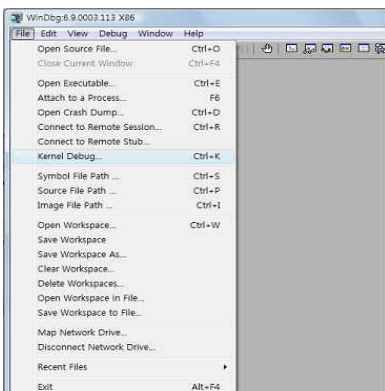 WinDbg:6.9.0003.113 X86
File Edit View Debug Window Help
Open Source File... Ctrl+O
Close Current Window Ctrl+F4
Open Executable... Ctrl+E
Attach to a Process... F6
Open Crash Dump... Ctrl+D
Connect to Remote Session... Ctrl+R
Connect to Remote Stub...
Kernel Debug... Ctrl+K
Symbol File Path ... Ctrl+S
Source File Path ... Ctrl+P
Image File Path ... Ctrl+I
Open Workspace... Ctrl+W
Save Workspace
Save Workspace As...
Clear Workspace...
Delete Workspaces...
Open Workspace in File...
Save Workspace to File...
Map Network Drive...
Disconnect Network Drive...
Recent Files
Exit Alt+F4